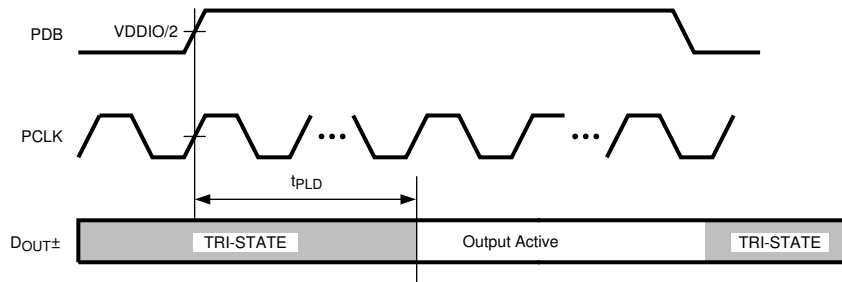 PDB
VDDIO/2
PCLK
tPLD
DOUT±
TRI-STATE
Output Active
TRI-STATE